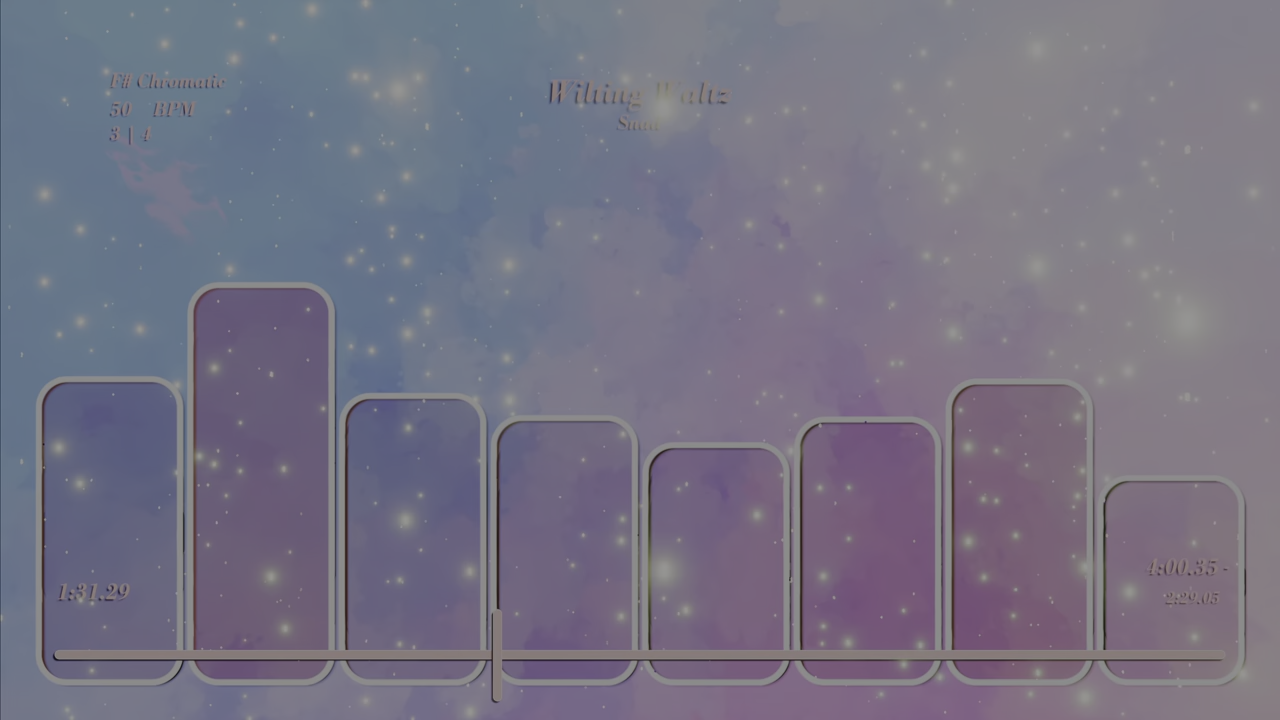 F# Chromatic
50 BPM
3 | 4
Wilting Waltz
1:31.29
4:00.35 -
2:29.05